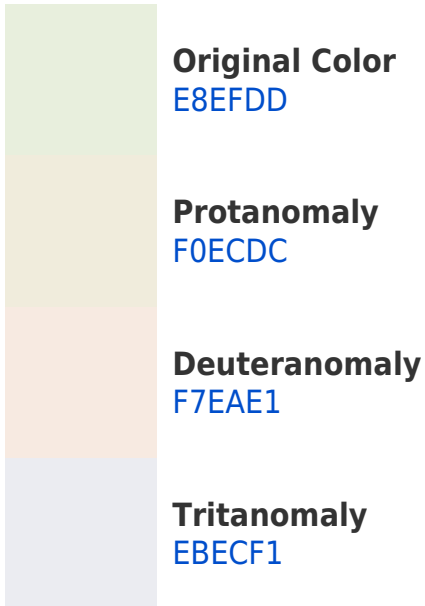 Original Color
E8EFDD
Protanomaly
F0ECDC
Deuteranomaly
F7EAE1
Tritanomaly
EBECF1